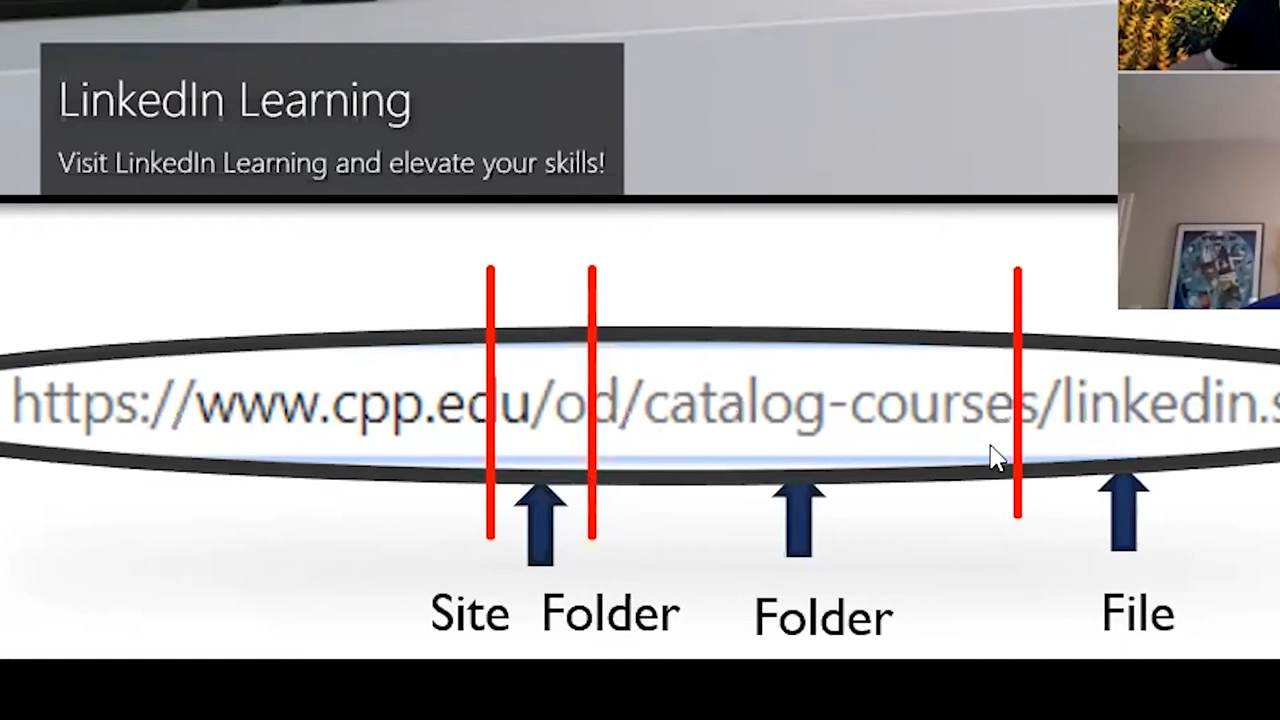 LinkedIn Learning
Visit LinkedIn Learning and elevate your skills!
https://www.cpp.edu/od/catalog-courses/linkedin.s
Site Folder Folder File